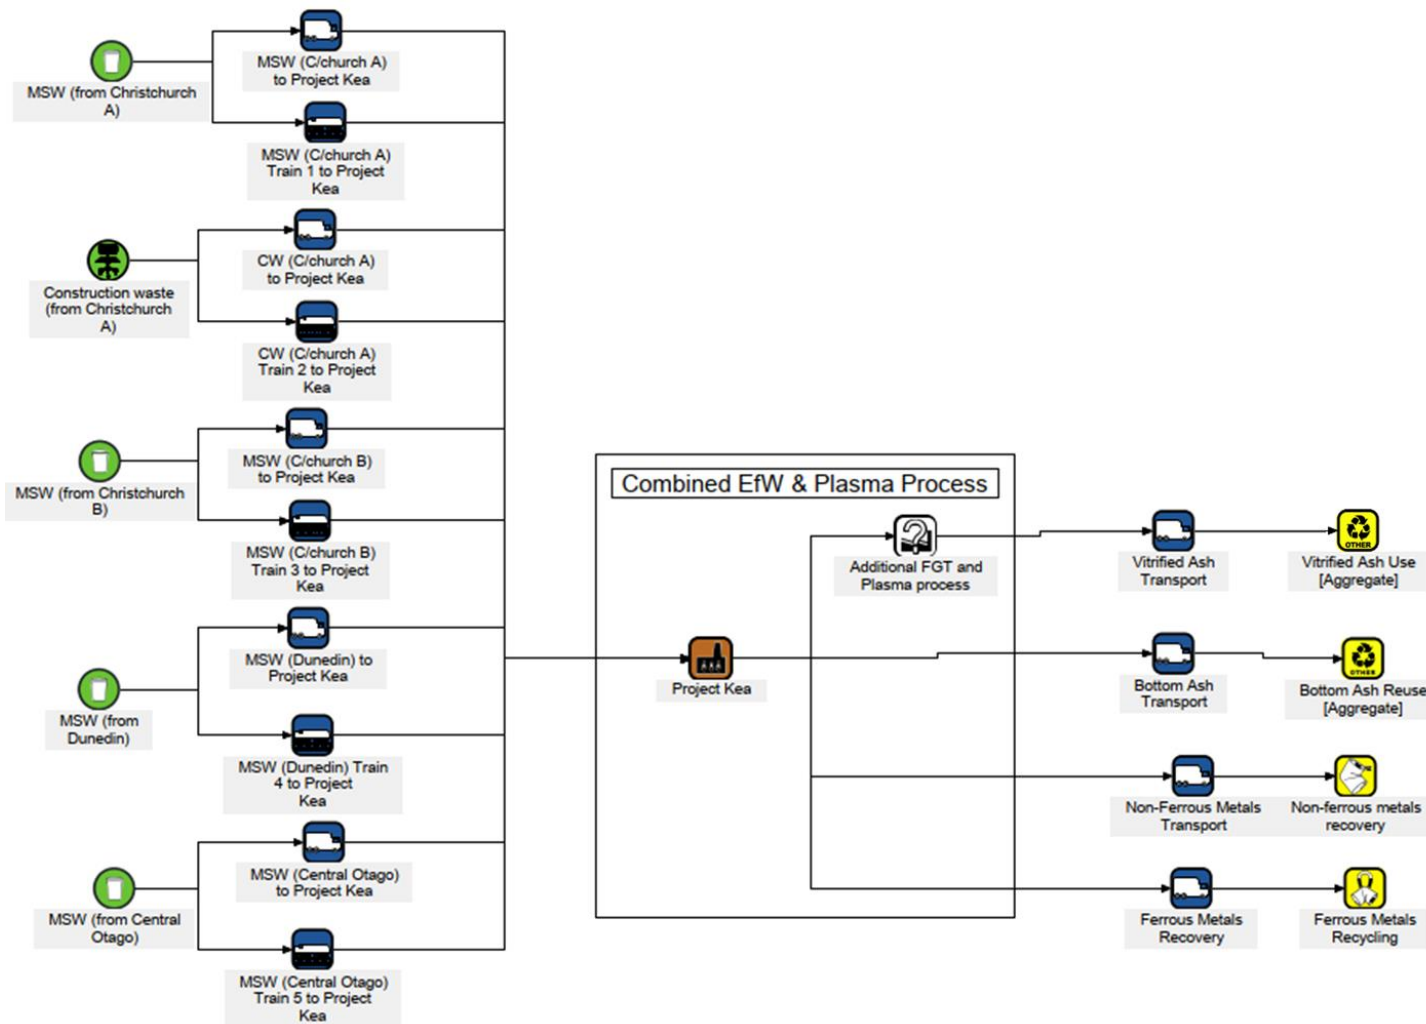 MSW (from Christchurch
A)
MSW (C/church A)
to Project Kea
MSW (C/church A)
Train 1 to Project
Kea
Construction waste
(from Christchurch
A)
CW (C/church A)
to Project Kea
CW (C/church A)
Train 2 to Project
Kea
MSW (from Christchurch
B)
MSW (C/church B)
to Project Kea
MSW (C/church B)
Train 3 to Project
Kea
MSW (from
Dunedin)
MSW (Dunedin) to
Project Kea
MSW (Dunedin) Train
4 to Project
Kea
MSW (from Central
Otago)
MSW (Central Otago)
to Project Kea
MSW (Central Otago)
Train 5 to Project
Kea
Combined EfW & Plasma Process
Project Kea
Additional FGT and
Plasma process
Vitrified Ash
Transport
OTHER
Vitrified Ash Use
[Aggregate]
Bottom Ash
Transport
OTHER
Bottom Ash Reuse
[Aggregate]
Non-Ferrous Metals
Transport
Non-ferrous metals
recovery
Ferrous Metals
Recovery
Ferrous Metals
Recycling